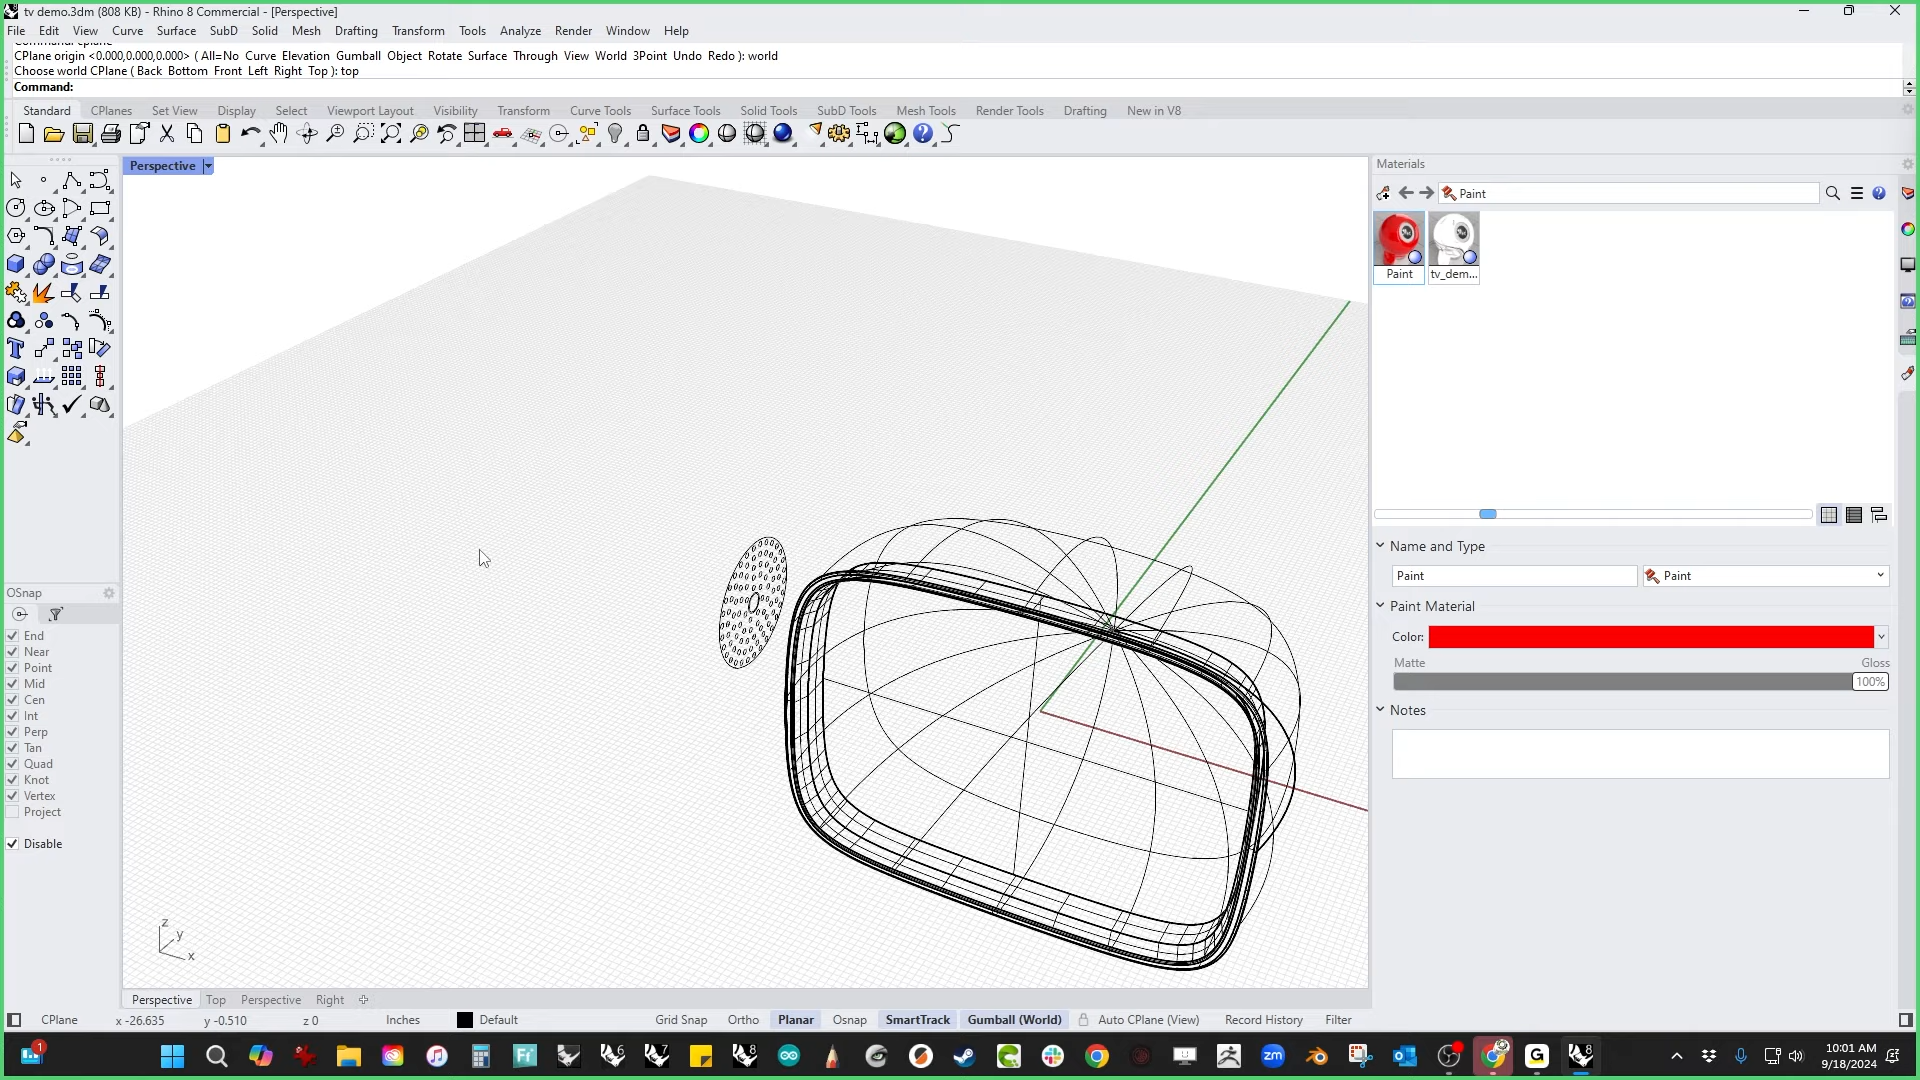 tv demo.3dm (808 KB) - Rhino 8 Commercial - [Perspective]
File Edit View Curve Surface SubD Solid Mesh Drafting Transform Tools Analyze Render Window Help
CPlane origin <0.000,0.000,0.000> ( All=No Curve Elevation Gumball Object Rotate Surface Through View World 3Point Undo Redo ): world
Choose world CPlane ( Back Bottom Front Left Right Top ): top
Command:
Standard CPlanes Set View Display Select Viewport Layout Visibility Transform Curve Tools Surface Tools Solid Tools SubD Tools Mesh Tools Render Tools Drafting New in V8
Perspective
Materials
Paint
Paint tv_dem...
Name and Type
Paint Paint
Paint Material
Color:
Matte Gloss
100%
Notes
OSnap
End
Near
Point
Mid
Cen
Int
Perp
Tan
Quad
Knot
Vertex
Project
Disable
z
y
x
Perspective Top Perspective Right
CPlane x -26.635 y -0.510 z 0 Inches Default Grid Snap Ortho Planar Osnap SmartTrack Gumball (World) Auto CPlane (View) Record History Filter
10:01 AM
9/18/2024